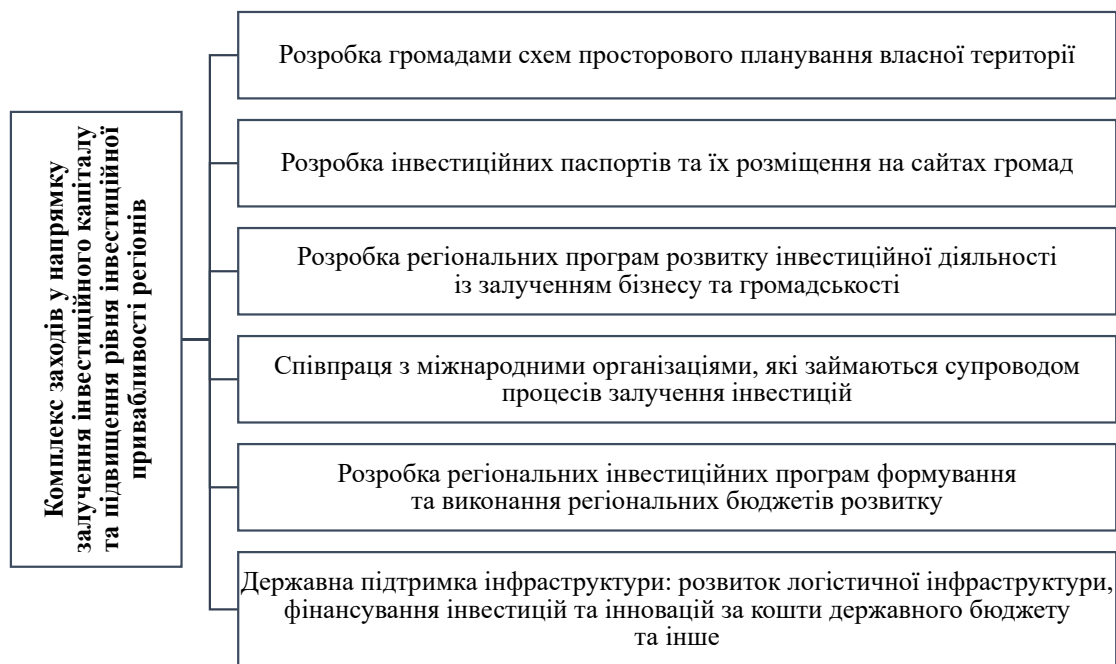 Комплекс заходів у напрямку
залучення інвестиційного капіталу
та підвищення рівня інвестиційної
привабливості регіонів
Розробка громадами схем просторового планування власної території
Розробка інвестиційних паспортів та їх розміщення на сайтах громад
Розробка регіональних програм розвитку інвестиційної діяльності
із залученням бізнесу та громадськості
Співпраця з міжнародними організаціями, які займаються супроводом
процесів залучення інвестицій
Розробка регіональних інвестиційних програм формування
та виконання регіональних бюджетів розвитку
Державна підтримка інфраструктури: розвиток логістичної інфраструктури,
фінансування інвестицій та інновацій за кошти державного бюджету
та інше